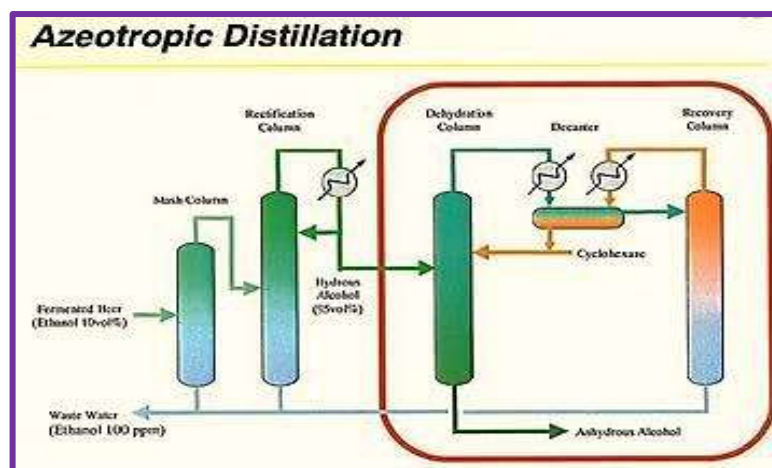 Azeotropic Distillation
Rectification
Column
Dehydration
Column
Decanter
Recovery
Column
Mash Column
Cyclohexane
Hydrous
Alcohol
(95vol%)
Fermented Beer
(Ethanol 10vol%)
Waste Water
(Ethanol 100 ppm)
Anhydrous Alcohol